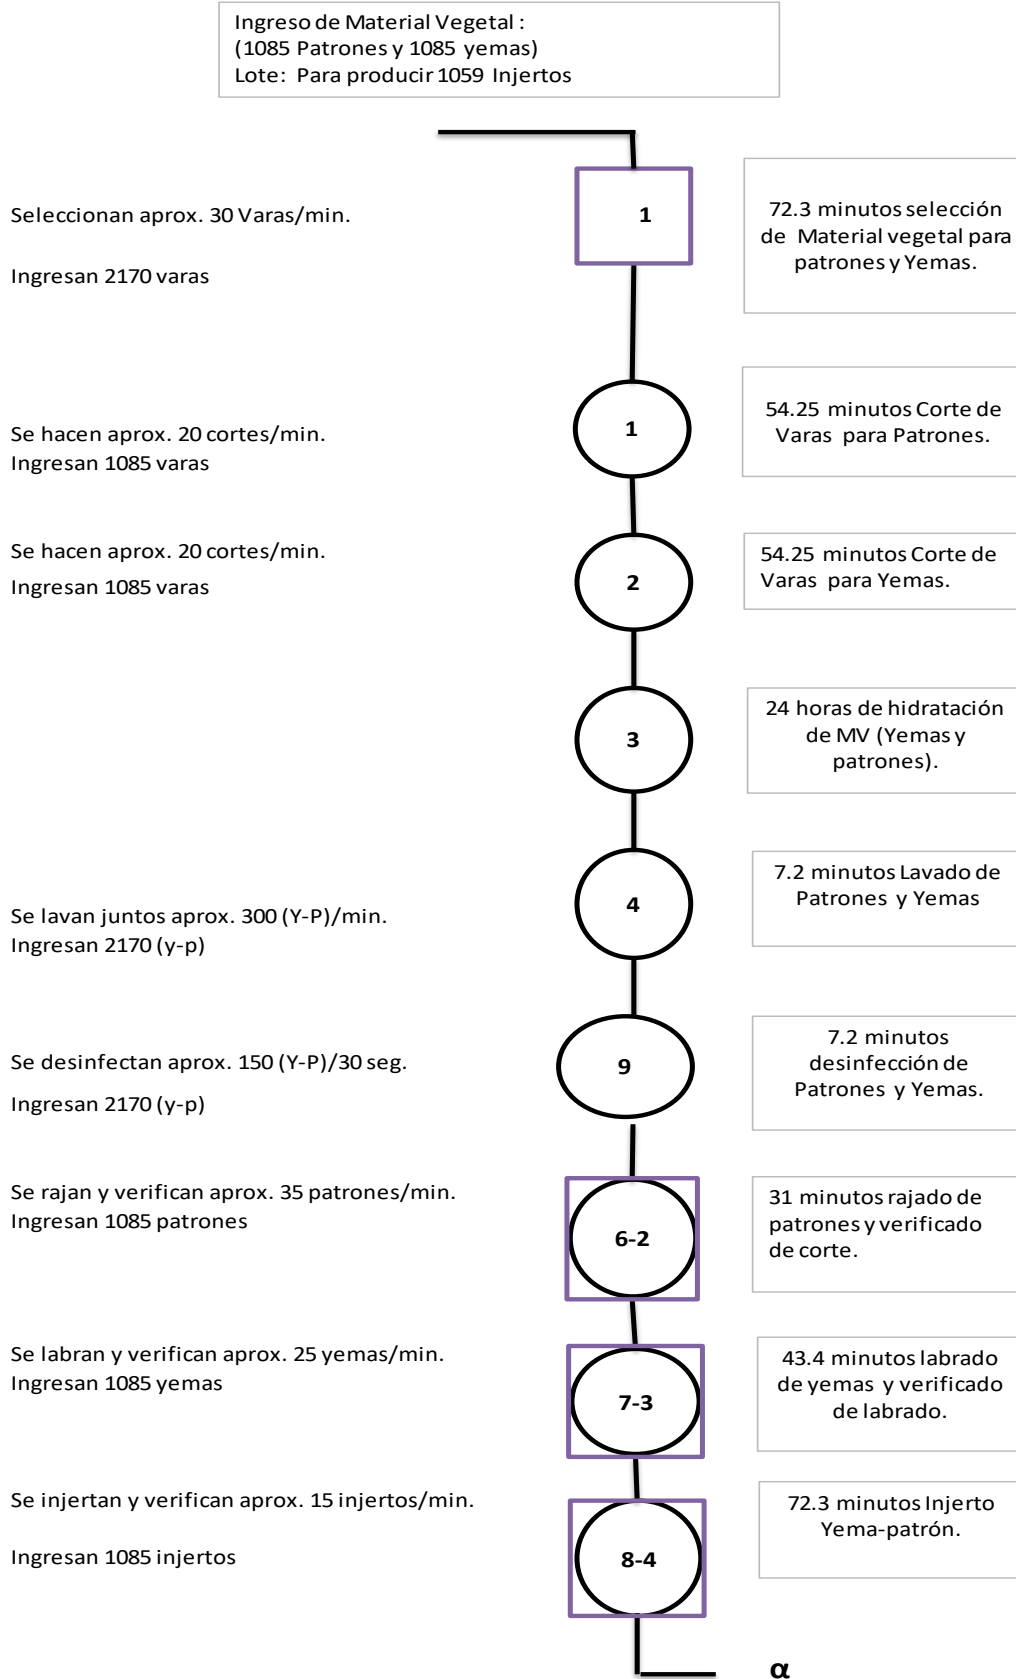 Ingreso de Material Vegetal :
(1085 Patrones y 1085 yemas)
Lote: Para producir 1059 Injertos
Seleccionan aprox. 30 Varas/min.
Ingresan 2170 varas
1
72.3 minutos selección
de Material vegetal para
patrones y Yemas.
Se hacen aprox. 20 cortes/min.
Ingresan 1085 varas
1
54.25 minutos Corte de
Varas para Patrones.
Se hacen aprox. 20 cortes/min.
Ingresan 1085 varas
2
54.25 minutos Corte de
Varas para Yemas.
3
24 horas de hidratación
de MV (Yemas y
patrones).
Se lavan juntos aprox. 300 (Y-P)/min.
Ingresan 2170 (y-p)
4
7.2 minutos Lavado de
Patrones y Yemas
Se desinfectan aprox. 150 (Y-P)/30 seg.
Ingresan 2170 (y-p)
9
7.2 minutos
desinfección de
Patrones y Yemas.
Se rajan y verifican aprox. 35 patrones/min.
Ingresan 1085 patrones
6-2
31 minutos rajado de
patrones y verificado
de corte.
Se labran y verifican aprox. 25 yemas/min.
Ingresan 1085 yemas
7-3
43.4 minutos labrado
de yemas y verificado
de labrado.
Se injertan y verifican aprox. 15 injertos/min.
Ingresan 1085 injertos
8-4
72.3 minutos Injerto
Yema-patrón.
α